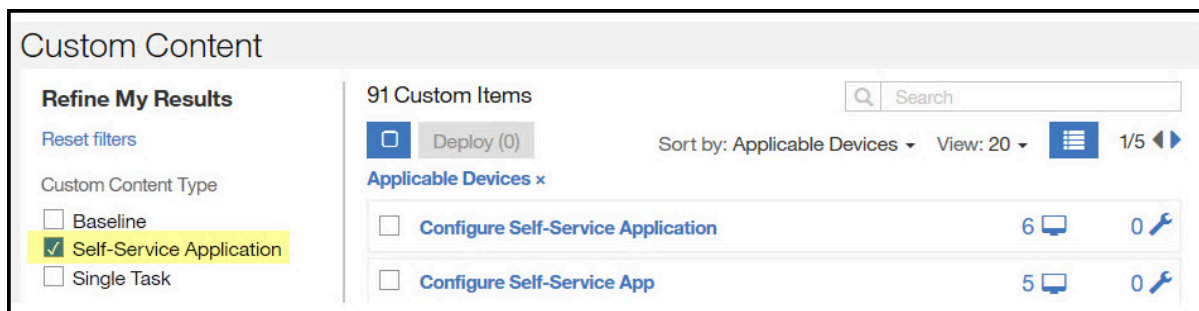 Custom Content
Refine My Results
Reset filters
Custom Content Type
Baseline
Self-Service Application
Single Task
91 Custom Items
Search
Deploy (0)
Sort by: Applicable Devices
View: 20
1/5
Applicable Devices ×
Configure Self-Service Application 6 0
Configure Self-Service App 5 0